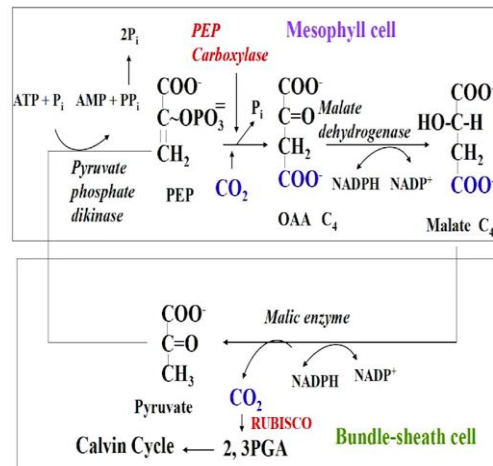 2Pi
PEP
Carboxylase
Mesophyll cell
ATP + Pi
AMP + PPi
COO-
C~OPO3=
CH2
PEP
Pyruvate
phosphate
dikinase
CO2
Pi
COO-
C=O
CH2
COO-
OAA C4
Malate
dehydrogenase
NADPH
NADP+
COO-
HO-C-H
CH2
COO-
Malate C4
COO-
C=O
CH3
Pyruvate
Malic enzyme
CO2
NADPH
NADP+
RUBISCO
Calvin Cycle
2, 3PGA
Bundle-sheath cell